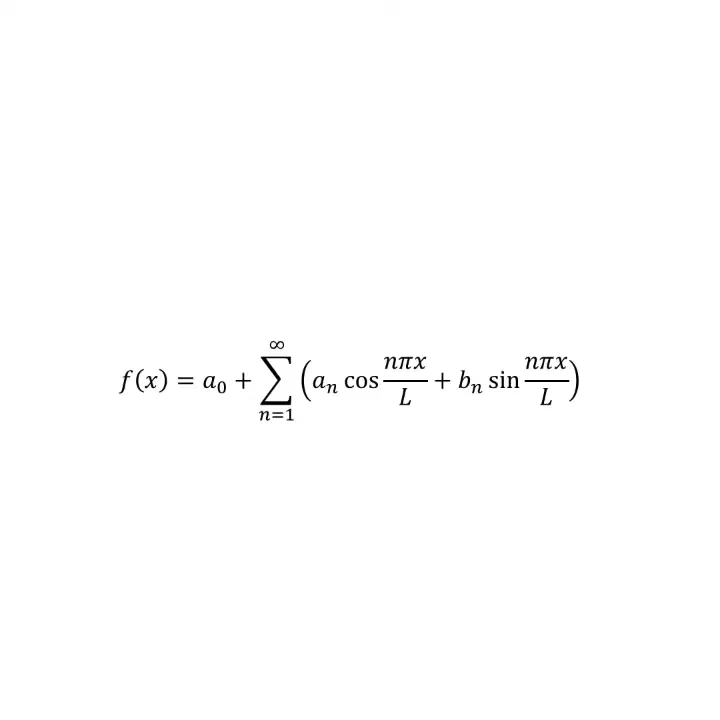 f(x) = a₀ + ∑ₙ₌₁^∞ (aₙ cos nπx/L + bₙ sin nπx/L)